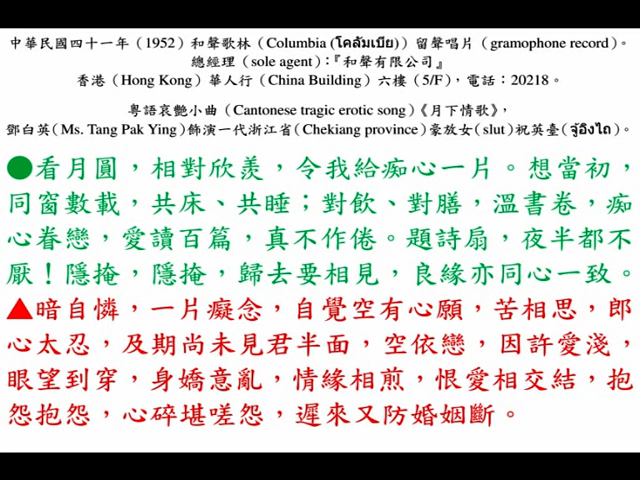 中華民國四十一年（1952）和聲歌林（Columbia (โคลัมเบีย)）留聲唱片（gramophone record）。
總經理（sole agent）：『和聲有限公司』
香港（Hong Kong）華人行（China Building）六樓（5/F），電話：20218。
粵語哀艷小曲（Cantonese tragic erotic song）《月下情歌》，
鄧白英(Ms. Tang Pak Ying)飾演一代浙江省(Chekiang province)豪放女(slut)祝英臺(จู้อิงไถ)。
●看月圓，相對欣羨，令我給痴心一片。想當初，
同窗數載，共床、共睡；對飲、對膳，溫書卷，痴
心眷戀，愛讀百篇，真不作倦。題詩扇，夜半都不
厭！隱掩，隱掩，歸去要相見，良緣亦同心一致。
▲暗自憐，一片癡念，自覺空有心願，苦相思，郎
心太忍，及期尚未見君半面，空依戀，因許愛淺，
眼望到穿，身嬌意亂，情緣相煎，恨愛相交結，抱
怨抱怨，心碎堪嗟怨，遲來又防婚姻斷。